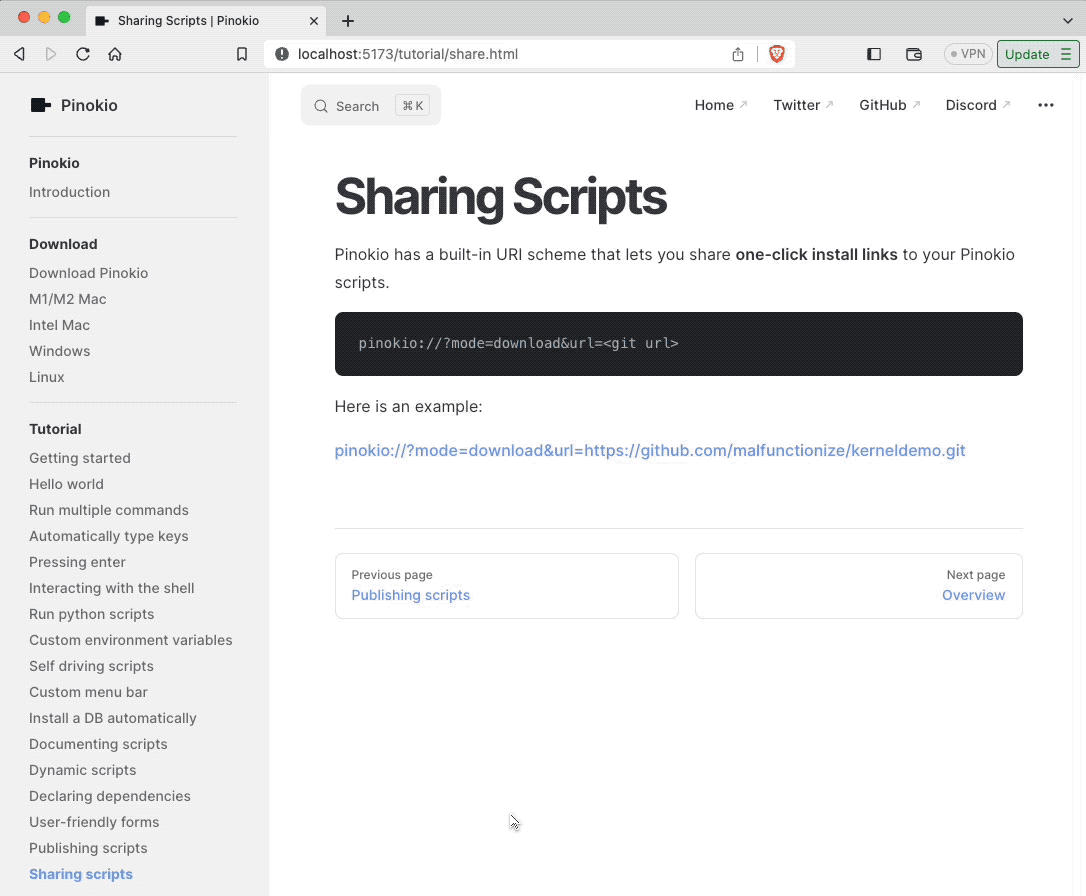 Sharing Scripts | Pinokio
localhost:5173/tutorial/share.html
VPN
Update
Pinokio
Search
⌘ K
Home
Twitter
GitHub
Discord
Pinokio
Introduction
Download
Download Pinokio
M1/M2 Mac
Intel Mac
Windows
Linux
Tutorial
Getting started
Hello world
Run multiple commands
Automatically type keys
Pressing enter
Interacting with the shell
Run python scripts
Custom environment variables
Self driving scripts
Custom menu bar
Install a DB automatically
Documenting scripts
Dynamic scripts
Declaring dependencies
User-friendly forms
Publishing scripts
Sharing scripts
Sharing Scripts
Pinokio has a built-in URI scheme that lets you share one-click install links to your Pinokio
scripts.
pinokio://?mode=download&url=<git url>
Here is an example:
pinokio://?mode=download&url=https://github.com/malfunctionize/kerneldemo.git
Previous page
Publishing scripts
Next page
Overview